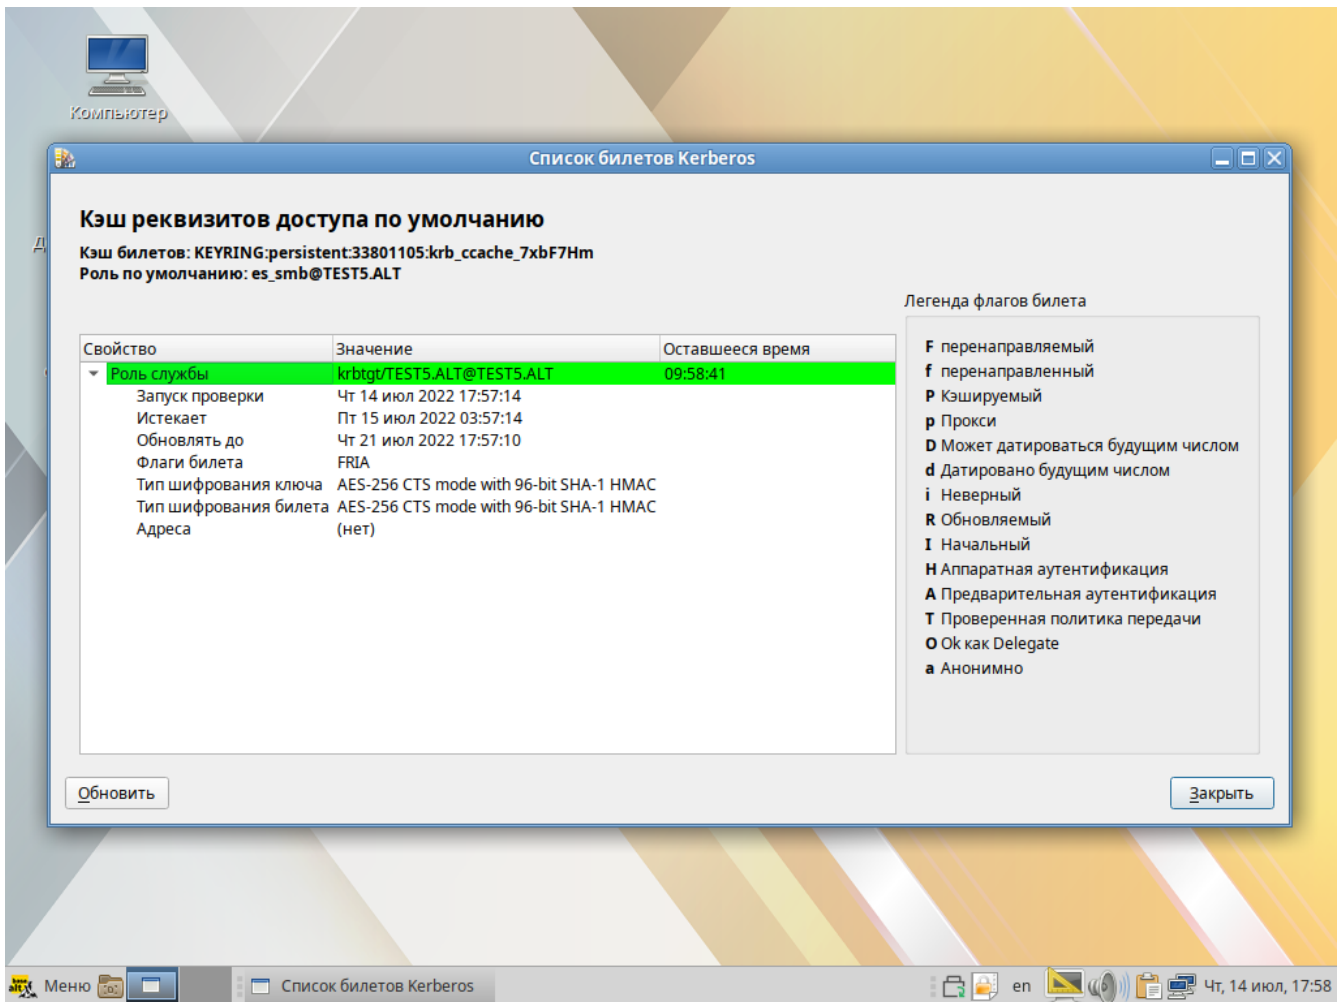 Компьютер
Список билетов Kerberos
Кэш реквизитов доступа по умолчанию
Кэш билетов: KEYRING:persistent:33801105:krb_ccache_7xbF7Hm
Роль по умолчанию: es_smb@TEST5.ALT
Свойство Значение Оставшееся время
Роль службы krbtgt/TEST5.ALT@TEST5.ALT 09:58:41
Запуск проверки Чт 14 июл 2022 17:57:14
Истекает Пт 15 июл 2022 03:57:14
Обновлять до Чт 21 июл 2022 17:57:10
Флаги билета FRIA
Тип шифрования ключа AES-256 CTS mode with 96-bit SHA-1 HMAC
Тип шифрования билета AES-256 CTS mode with 96-bit SHA-1 HMAC
Адреса (нет)
Легенда флагов билета
F перенаправляемый
f перенаправленный
P Кэшируемый
p Прокси
D Может датироваться будущим числом
d Датировано будущим числом
i Неверный
R Обновляемый
I Начальный
H Аппаратная аутентификация
A Предварительная аутентификация
T Проверенная политика передачи
O Ok как Delegate
a Анонимно
Обновить
Закрыть
Меню
Список билетов Kerberos
en
Чт, 14 июл, 17:58